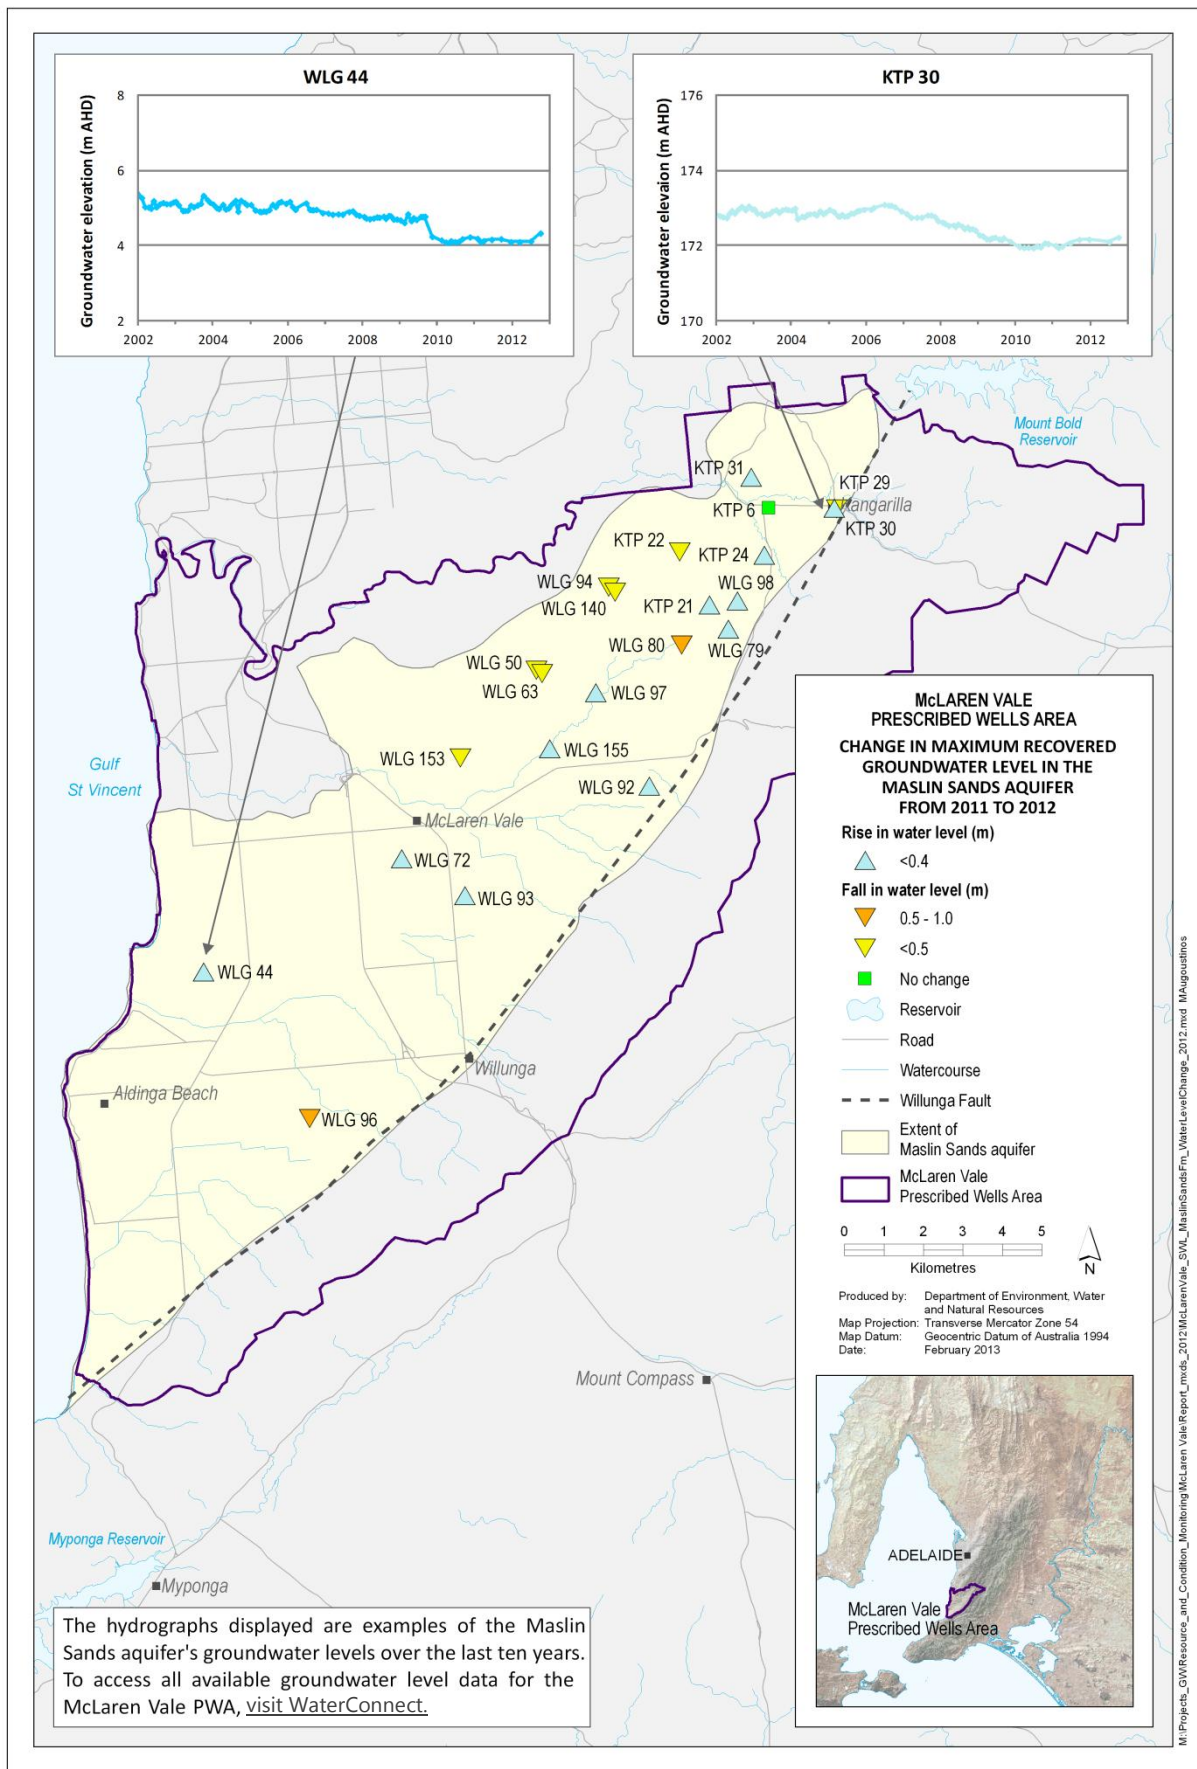 WLG 44
Groundwater elevation (m AHD)
8
6
4
2
2002 2004 2006 2008 2010 2012
KTP 30
Groundwater elevaion (m AHD)
176
174
172
170
2002 2004 2006 2008 2010 2012
Mount Bold
Reservoir
KTP 31
KTP 29
KTP 6
Kangarilla
KTP 30
KTP 22
KTP 24
WLG 94
WLG 98
WLG 140
KTP 21
WLG 80
WLG 79
WLG 50
WLG 63
WLG 97
WLG 153
WLG 155
WLG 92
Gulf
St Vincent
McLaren Vale
WLG 72
WLG 93
WLG 44
Willunga
Aldinga Beach
WLG 96
Mount Compass
Myponga Reservoir
Myponga
McLAREN VALE
PRESCRIBED WELLS AREA
CHANGE IN MAXIMUM RECOVERED
GROUNDWATER LEVEL IN THE
MASLIN SANDS AQUIFER
FROM 2011 TO 2012
Rise in water level (m)
<0.4
Fall in water level (m)
0.5 - 1.0
<0.5
No change
Reservoir
Road
Watercourse
Willunga Fault
Extent of
Maslin Sands aquifer
McLaren Vale
Prescribed Wells Area
0 1 2 3 4 5
Kilometres
N
Produced by: Department of Environment, Water
and Natural Resources
Map Projection: Transverse Mercator Zone 54
Map Datum: Geocentric Datum of Australia 1994
Date: February 2013
ADELAIDE
McLaren Vale
Prescribed Wells Area
The hydrographs displayed are examples of the Maslin
Sands aquifer's groundwater levels over the last ten years.
To access all available groundwater level data for the
McLaren Vale PWA, visit WaterConnect.
M:\Projects_GW\Resource_and_Condition_Monitoring\McLaren Vale\Report_mxds_2012\McLarenVale_SWL_MaslinSandsFm_WaterLevelChange_2012.mxd MAugoustinos